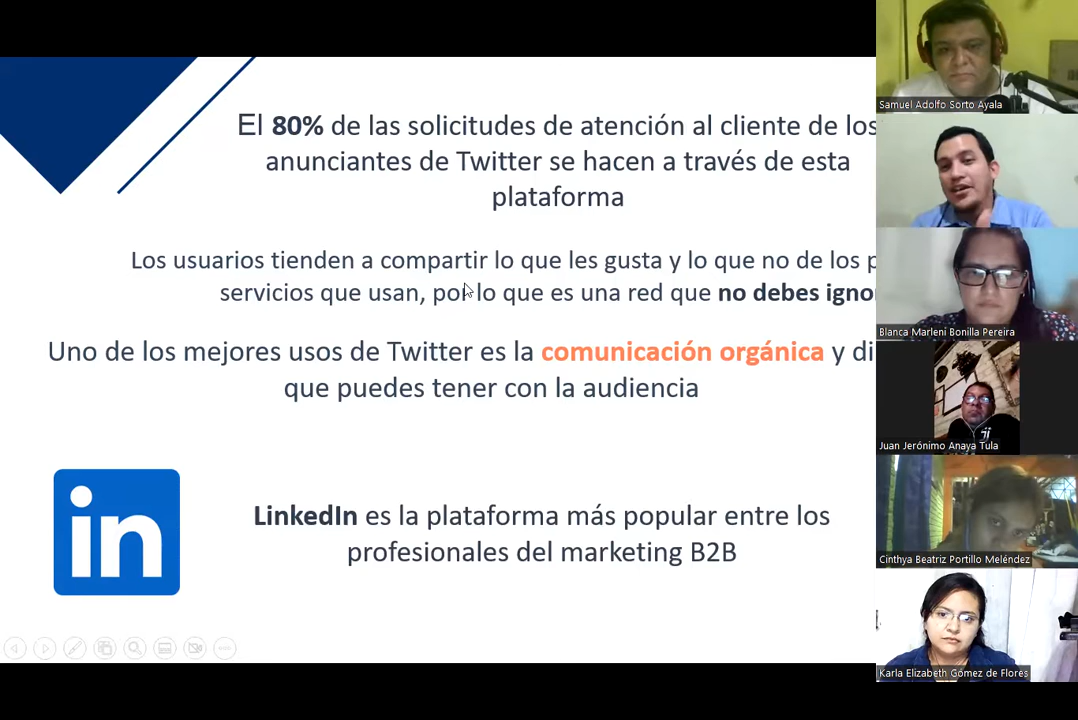 El 80% de las solicitudes de atención al cliente de los
anunciantes de Twitter se hacen a través de esta
plataforma
Los usuarios tienden a compartir lo que les gusta y lo que no de los
servicios que usan, por lo que es una red que no debes
Uno de los mejores usos de Twitter es la comunicación orgánica y
que puedes tener con la audiencia
in
LinkedIn es la plataforma más popular entre los
profesionales del marketing B2B
Samuel Adolfo Sorto Ayala
Blanca Marleni Bonilla Pereira
Juan Jerónimo Anaya Tula
Cinthya Beatriz Portillo Meléndez
Karla Elizabeth Gómez de Flores